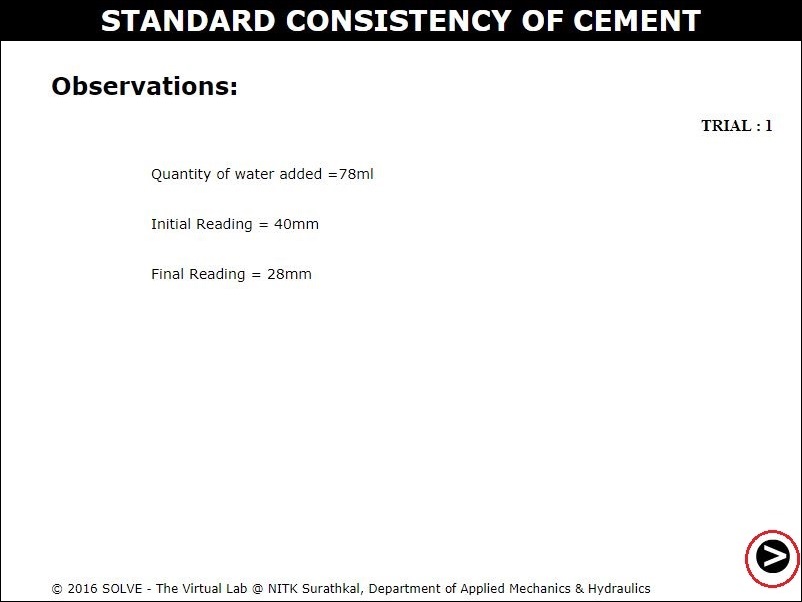 STANDARD CONSISTENCY OF CEMENT
Observations:
TRIAL : 1
Quantity of water added =78ml
Initial Reading = 40mm
Final Reading = 28mm
© 2016 SOLVE - The Virtual Lab @ NITK Surathkal, Department of Applied Mechanics & Hydraulics